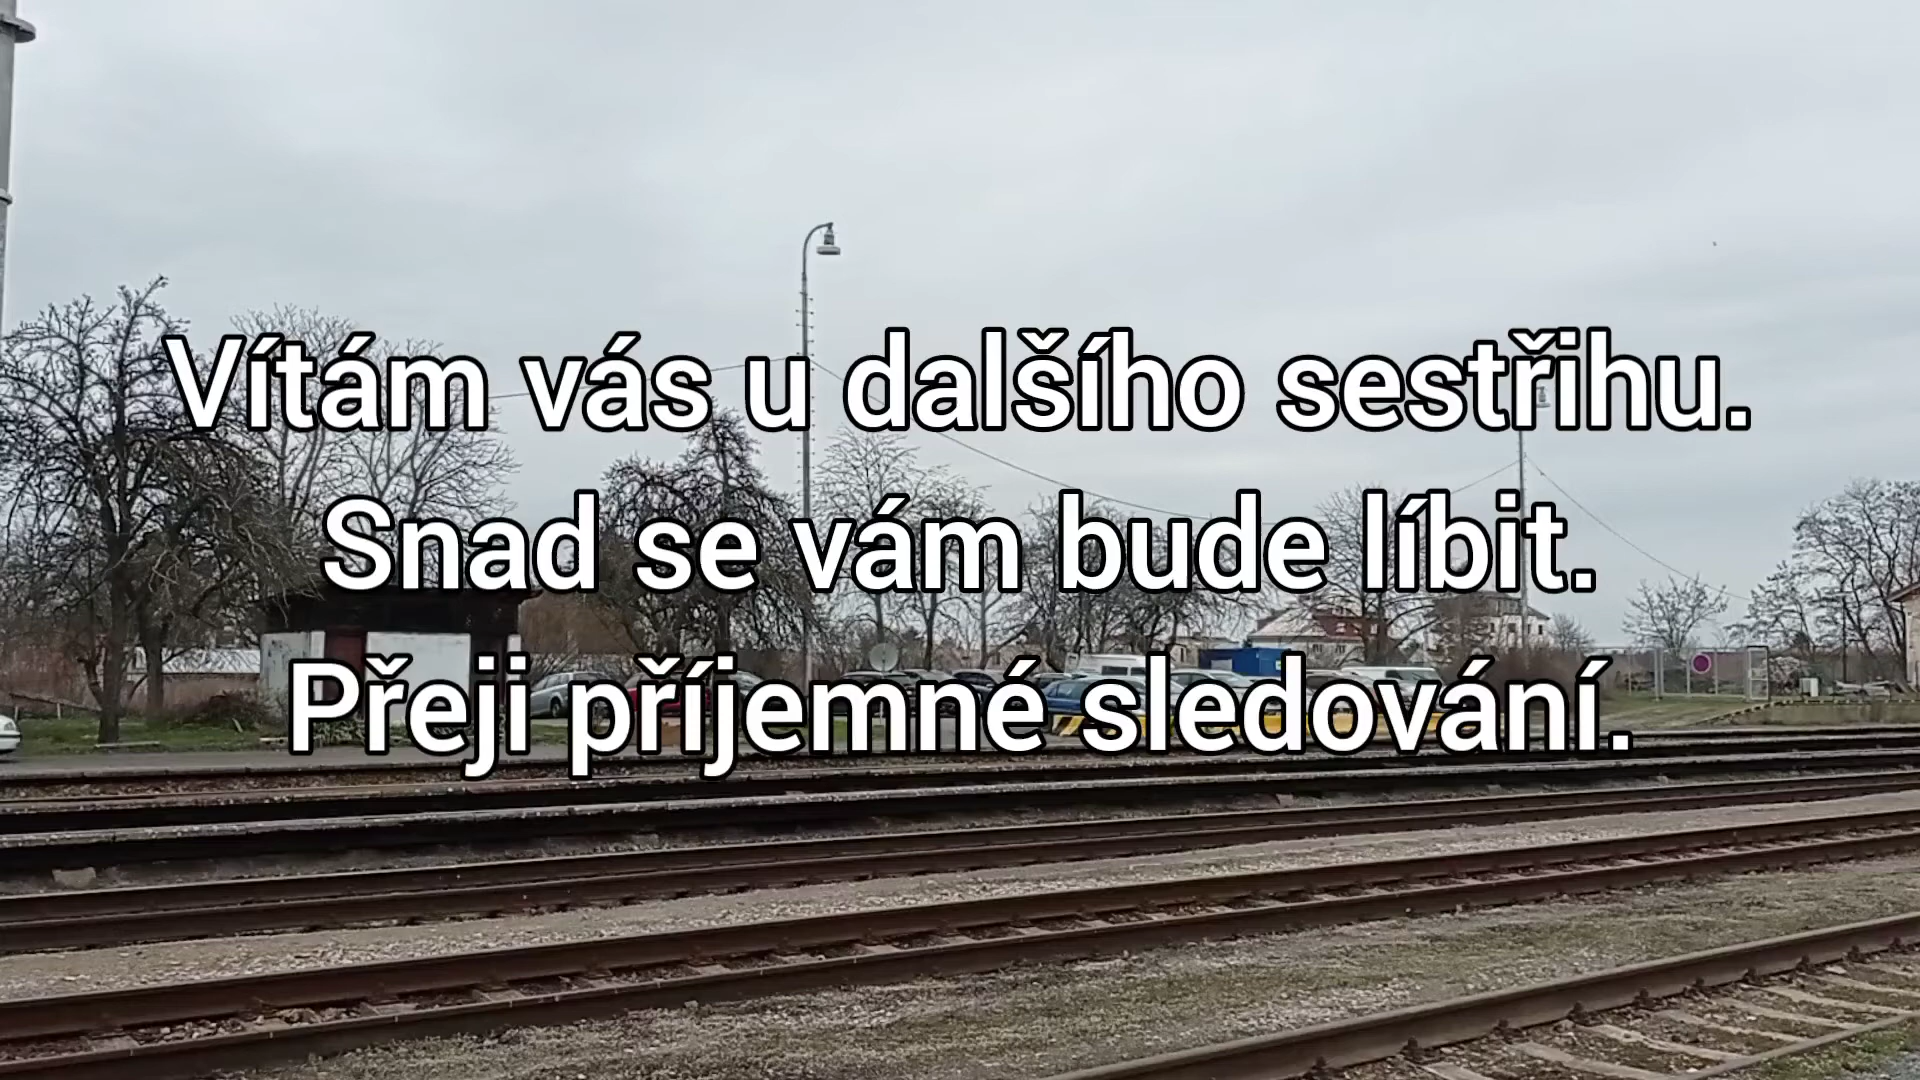 Vítám vás u dalšího sestřihu.
Snad se vám bude líbit.
Přeji příjemné sledování.